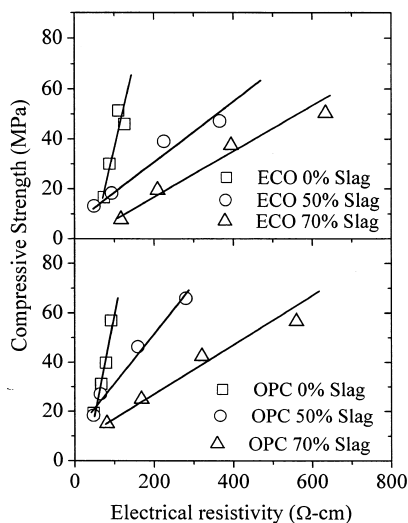 80
60
40
20
0
ECO 0% Slag
ECO 50% Slag
ECO 70% Slag
Compressive Strength (MPa)
80
60
40
20
0
OPC 0% Slag
OPC 50% Slag
OPC 70% Slag
0 200 400 600 800
Electrical resistivity (Ω-cm)